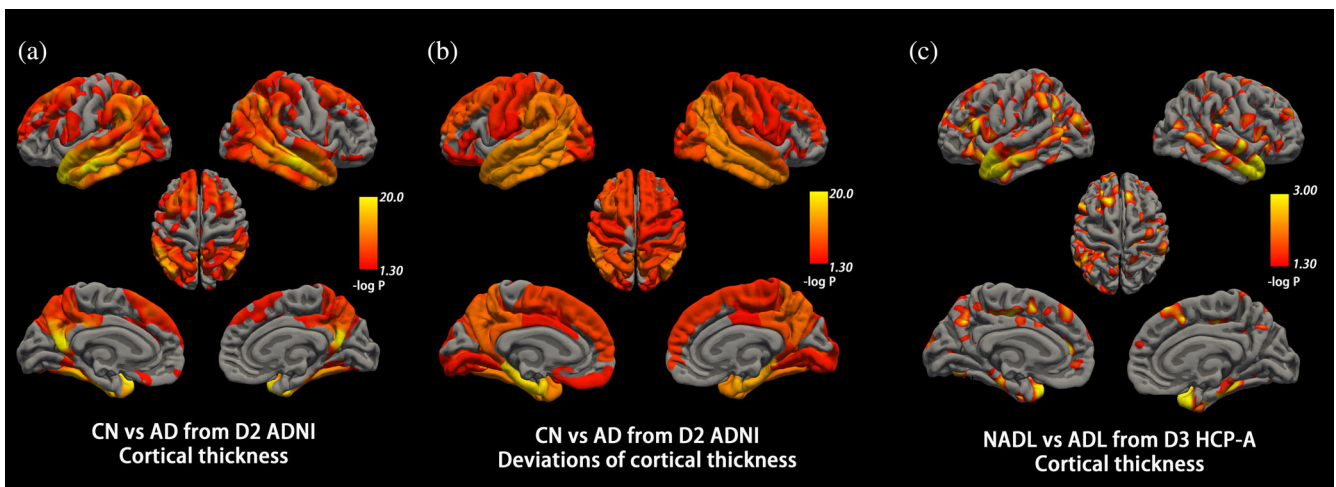 (a)
(b)
(c)
20.0
1.30
-log P
20.0
1.30
-log P
3.00
1.30
-log P
CN vs AD from D2 ADNI
Cortical thickness
CN vs AD from D2 ADNI
Deviations of cortical thickness
NADL vs ADL from D3 HCP-A
Cortical thickness